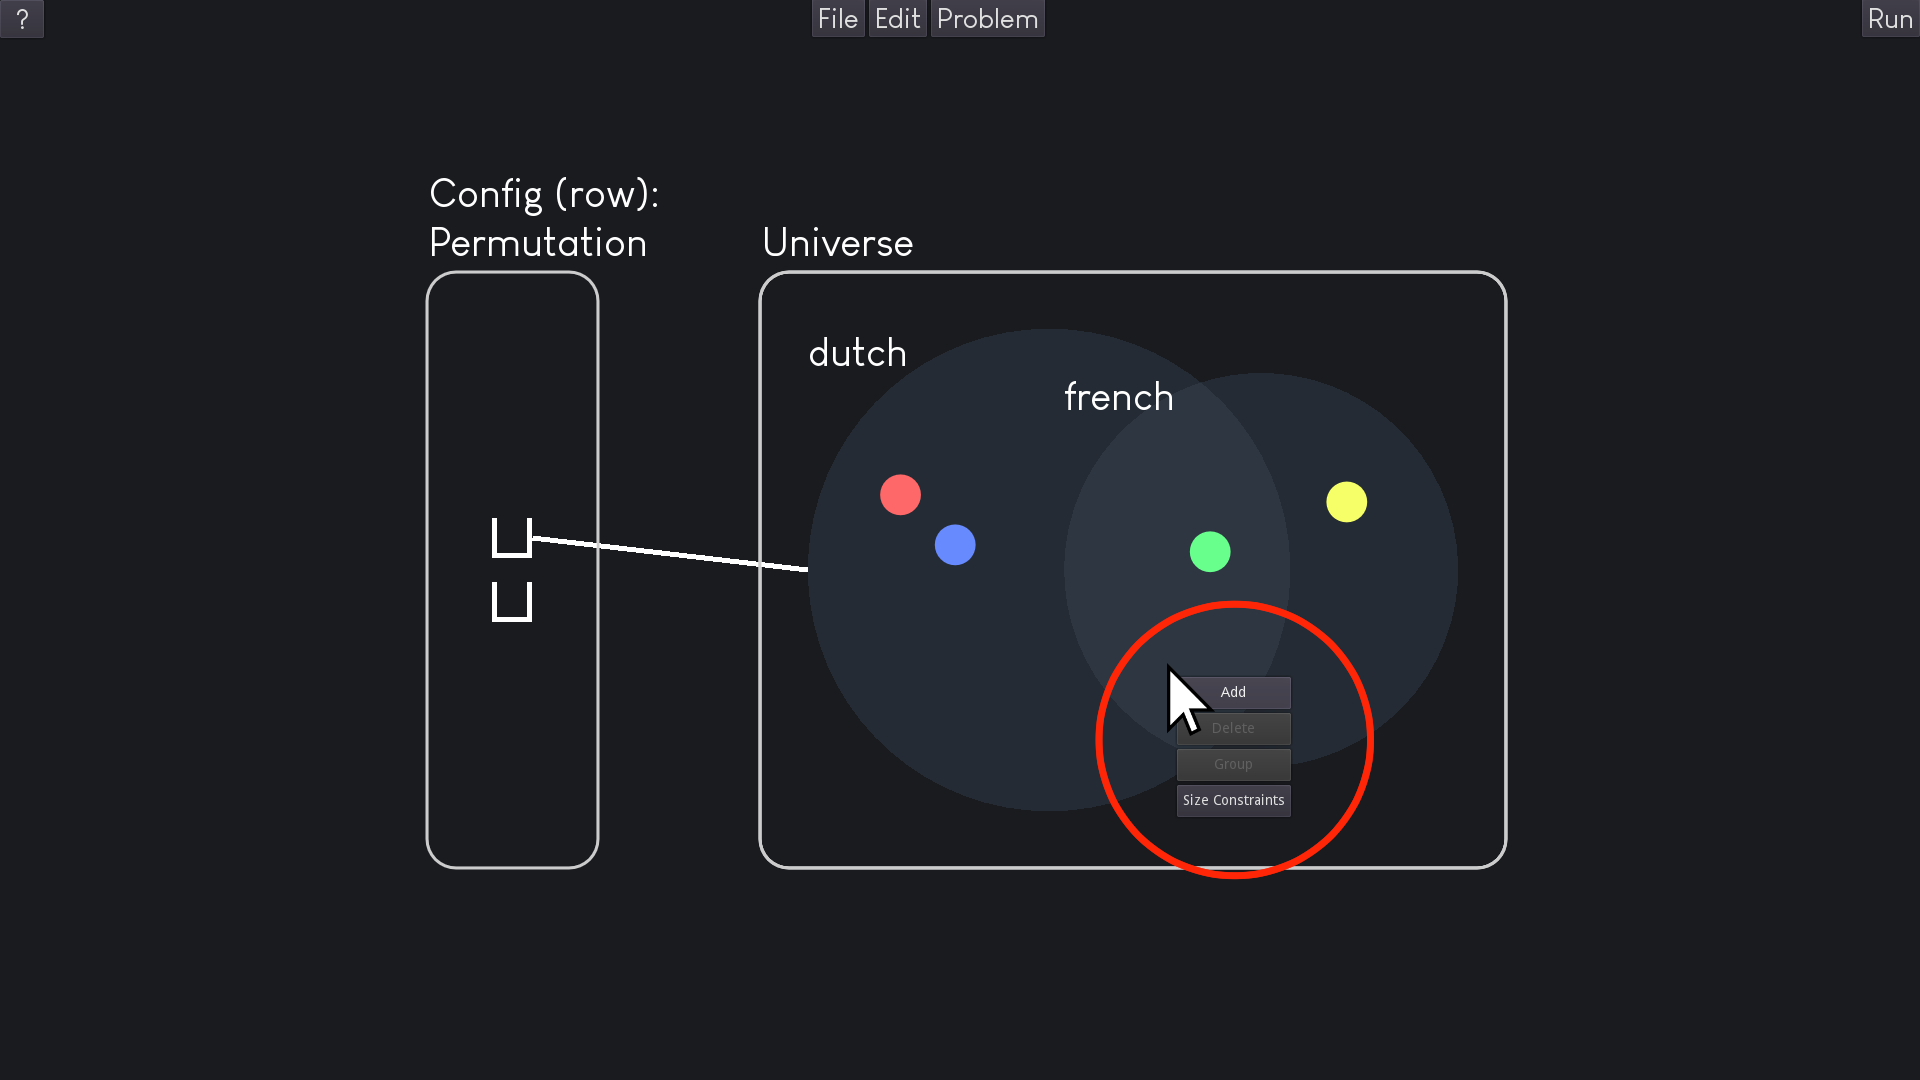 ?
File Edit Problem
Run
Config (row):
Permutation
Universe
dutch
french
Add
Delete
Group
Size Constraints